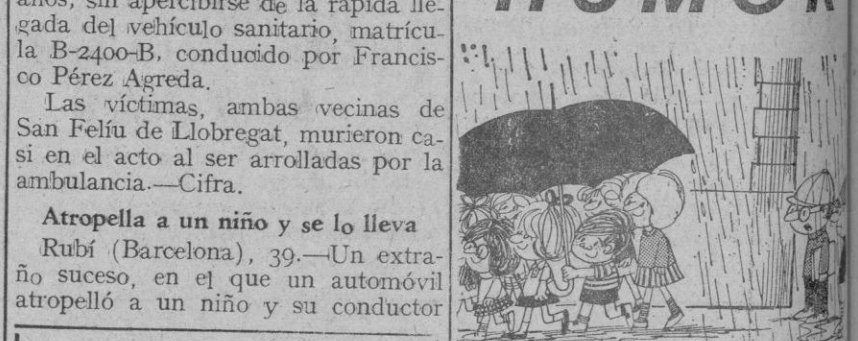 años, sin apercibirse de la rápida lle-
gada del vehículo sanitario, matrícu-
la B-2400-B, conducido por Francis-
co Pérez Agreda.
Las víctimas, ambas vecinas de
San Felíu de Llobregat, murieron ca-
si en el acto al ser arrolladas por la
ambulancia.—Cifra.
Atropella a un niño y se lo lleva
Rubí (Barcelona), 39.—Un extra-
ño suceso, en el que un automóvil
atropelló a un niño y su conductor
HUMOR